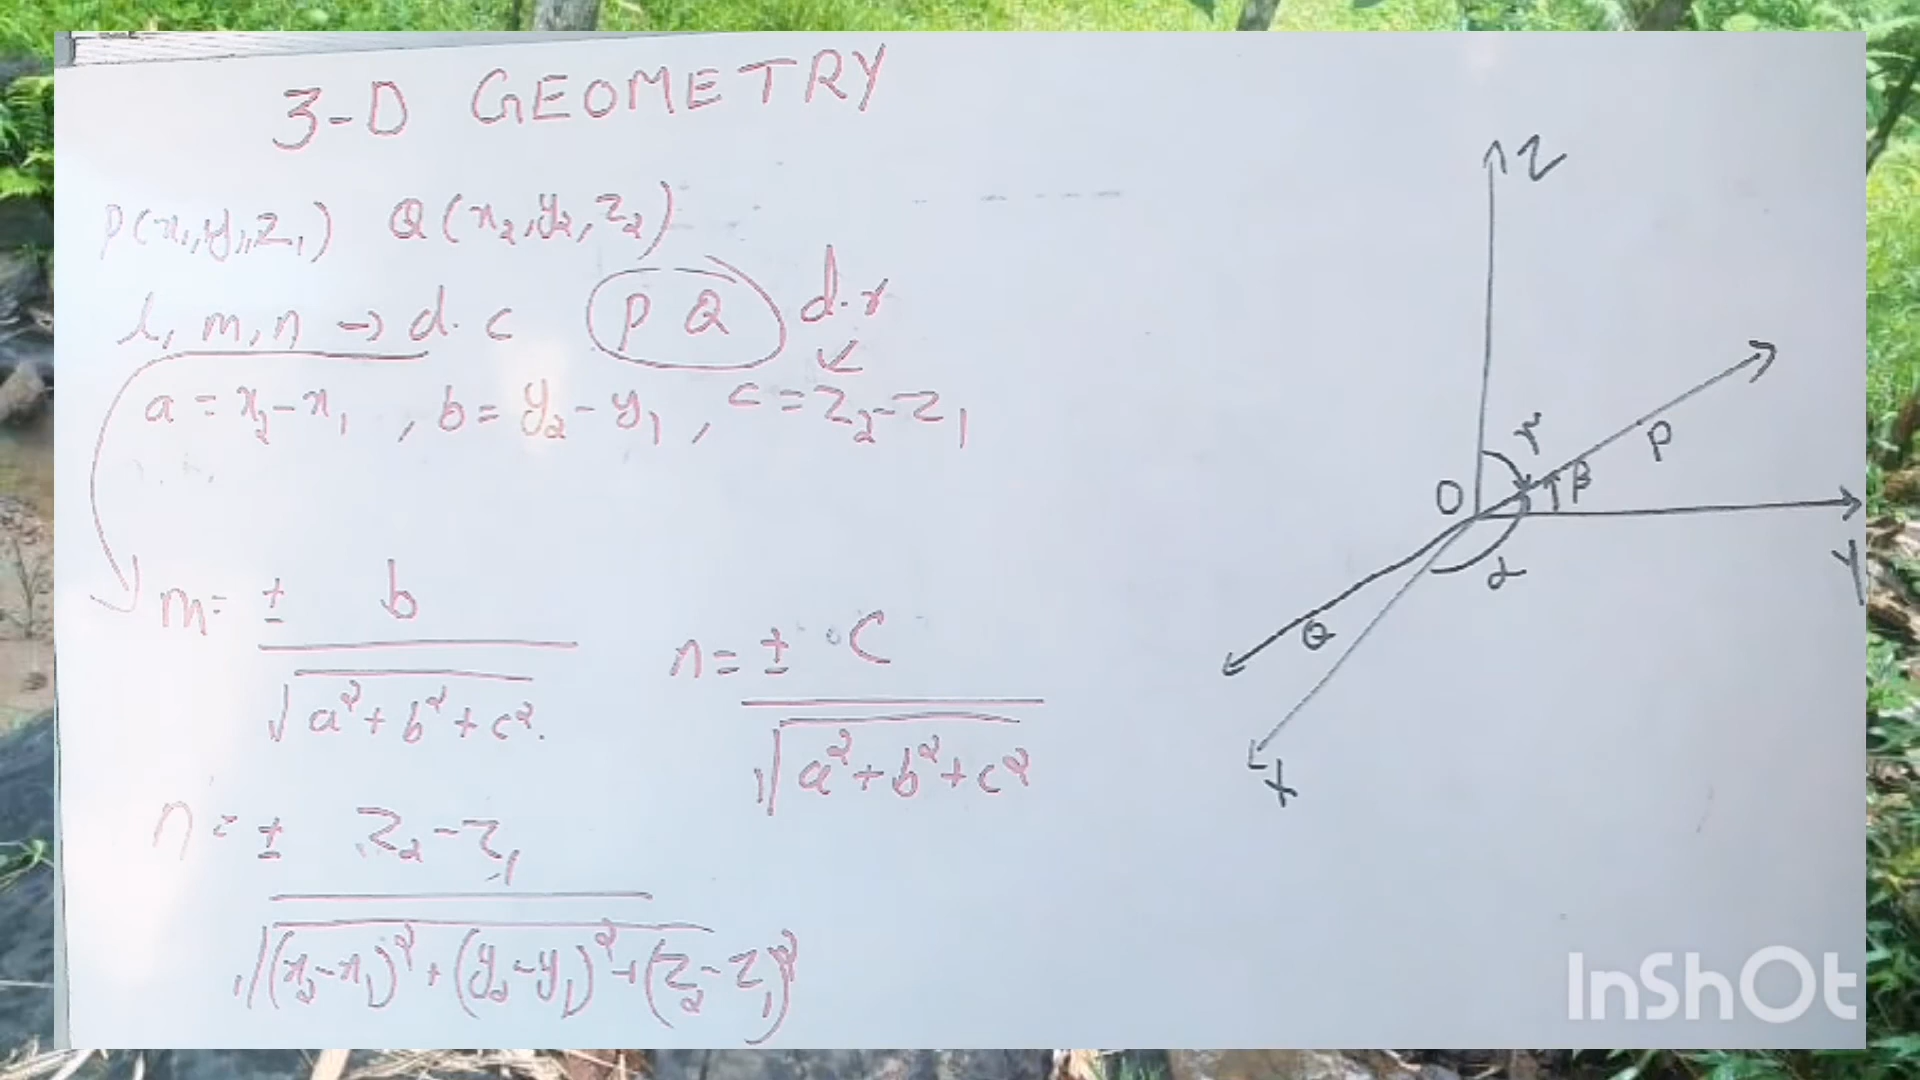 3-D GEOMETRY
P(x₁,y₁,z₁) Q(x₂,y₂,z₂)
l, m, n → d.c PQ d.r
a = x₂-x₁, b = y₂-y₁, c = z₂-z₁
m = ± b
√a²+b²+c²
n = ± c
√a²+b²+c²
n = ± z₂-z₁
√(x₂-x₁)²+(y₂-y₁)²+(z₂-z₁)²
Z
γ
P
β
O
Y
α
Q
X
InShOt